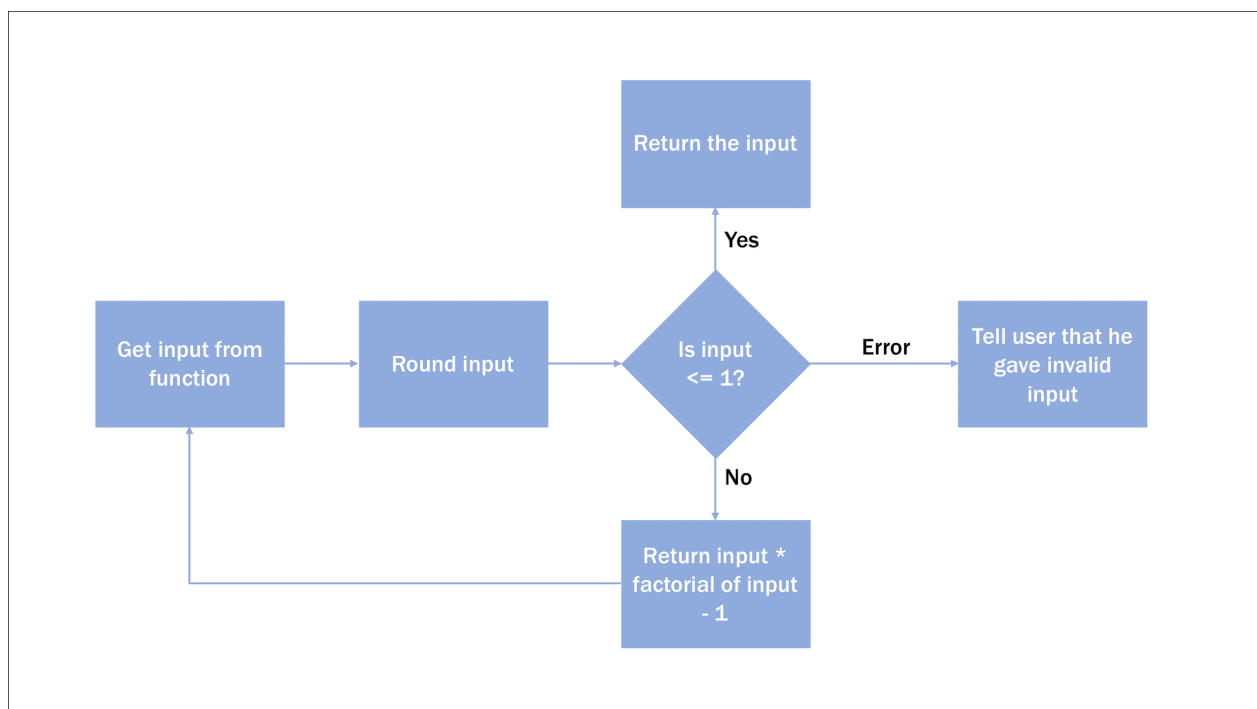 Return the input
Yes
Get input from
function
Round input
Is input
<= 1?
Error
Tell user that he
gave invalid
input
No
Return input *
factorial of input
- 1